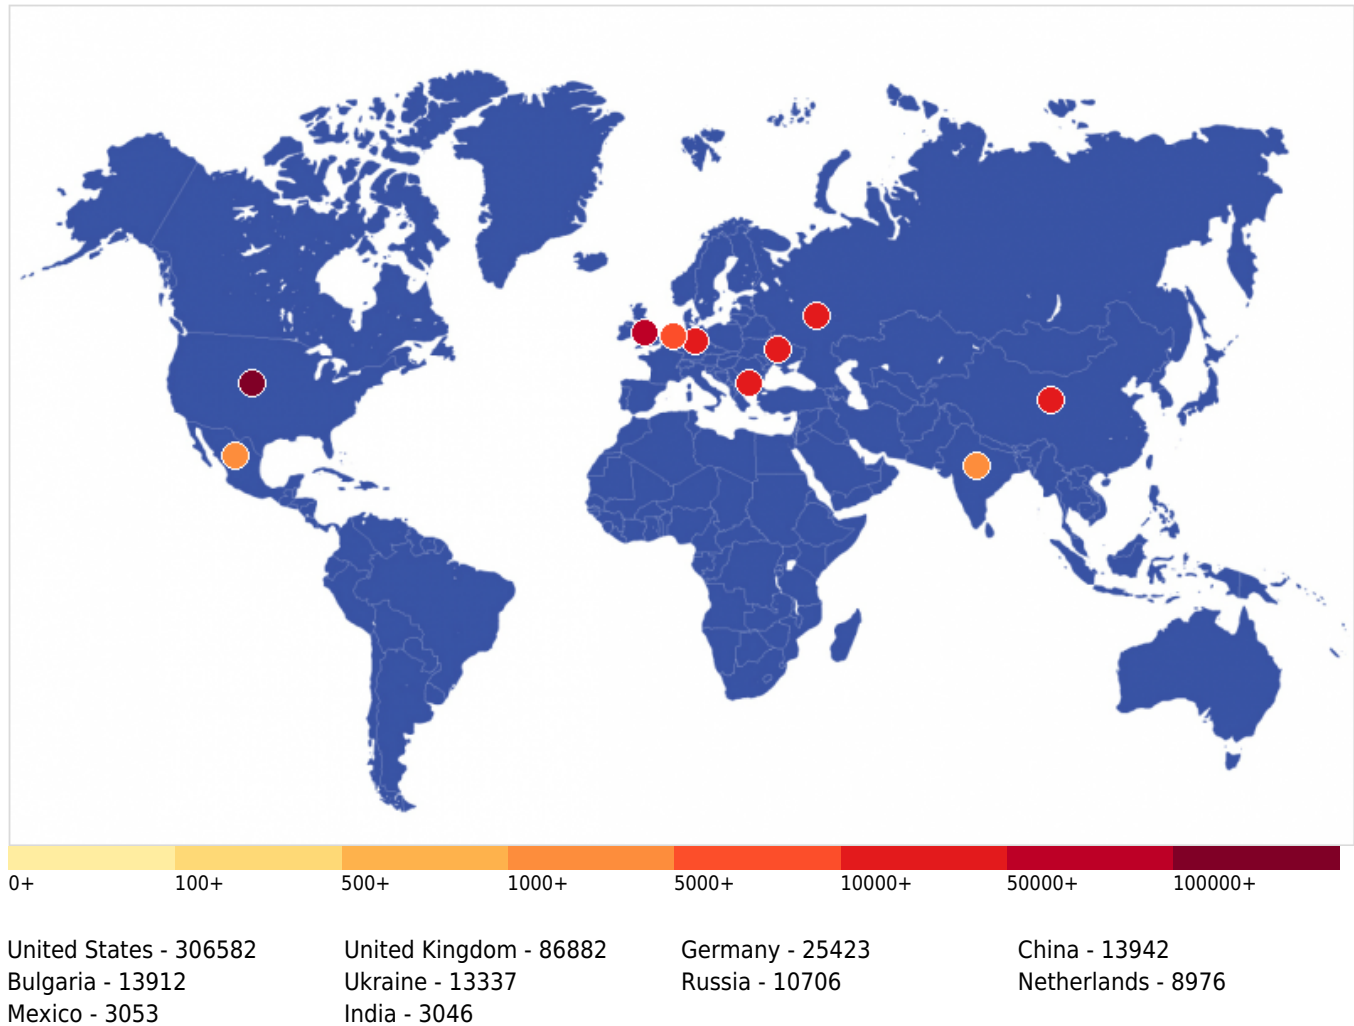 0+ 100+ 500+ 1000+ 5000+ 10000+ 50000+ 100000+
United States - 306582 United Kingdom - 86882 Germany - 25423 China - 13942
Bulgaria - 13912 Ukraine - 13337 Russia - 10706 Netherlands - 8976
Mexico - 3053 India - 3046